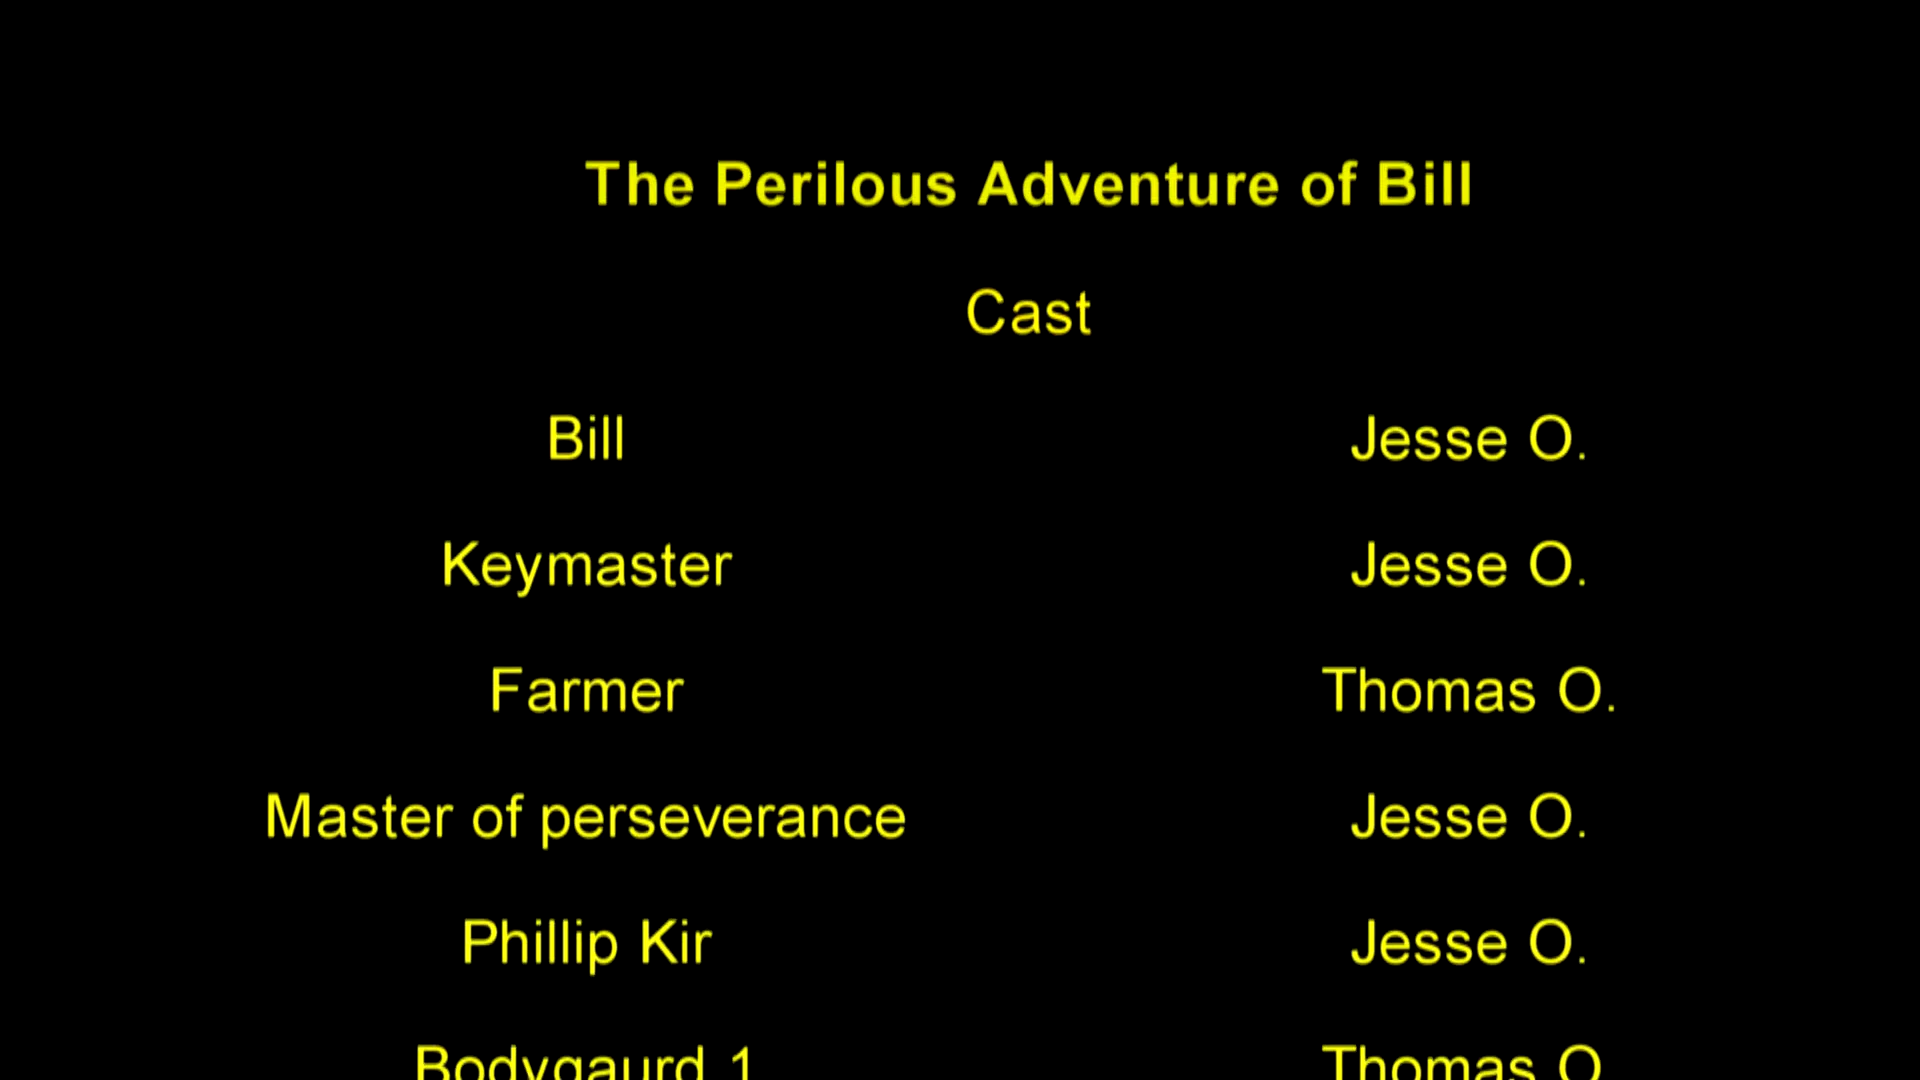 The Perilous Adventure of Bill
Cast
Bill Jesse O.
Keymaster Jesse O.
Farmer Thomas O.
Master of perseverance Jesse O.
Phillip Kir Jesse O.
Bodygaurd 1 Thomas O